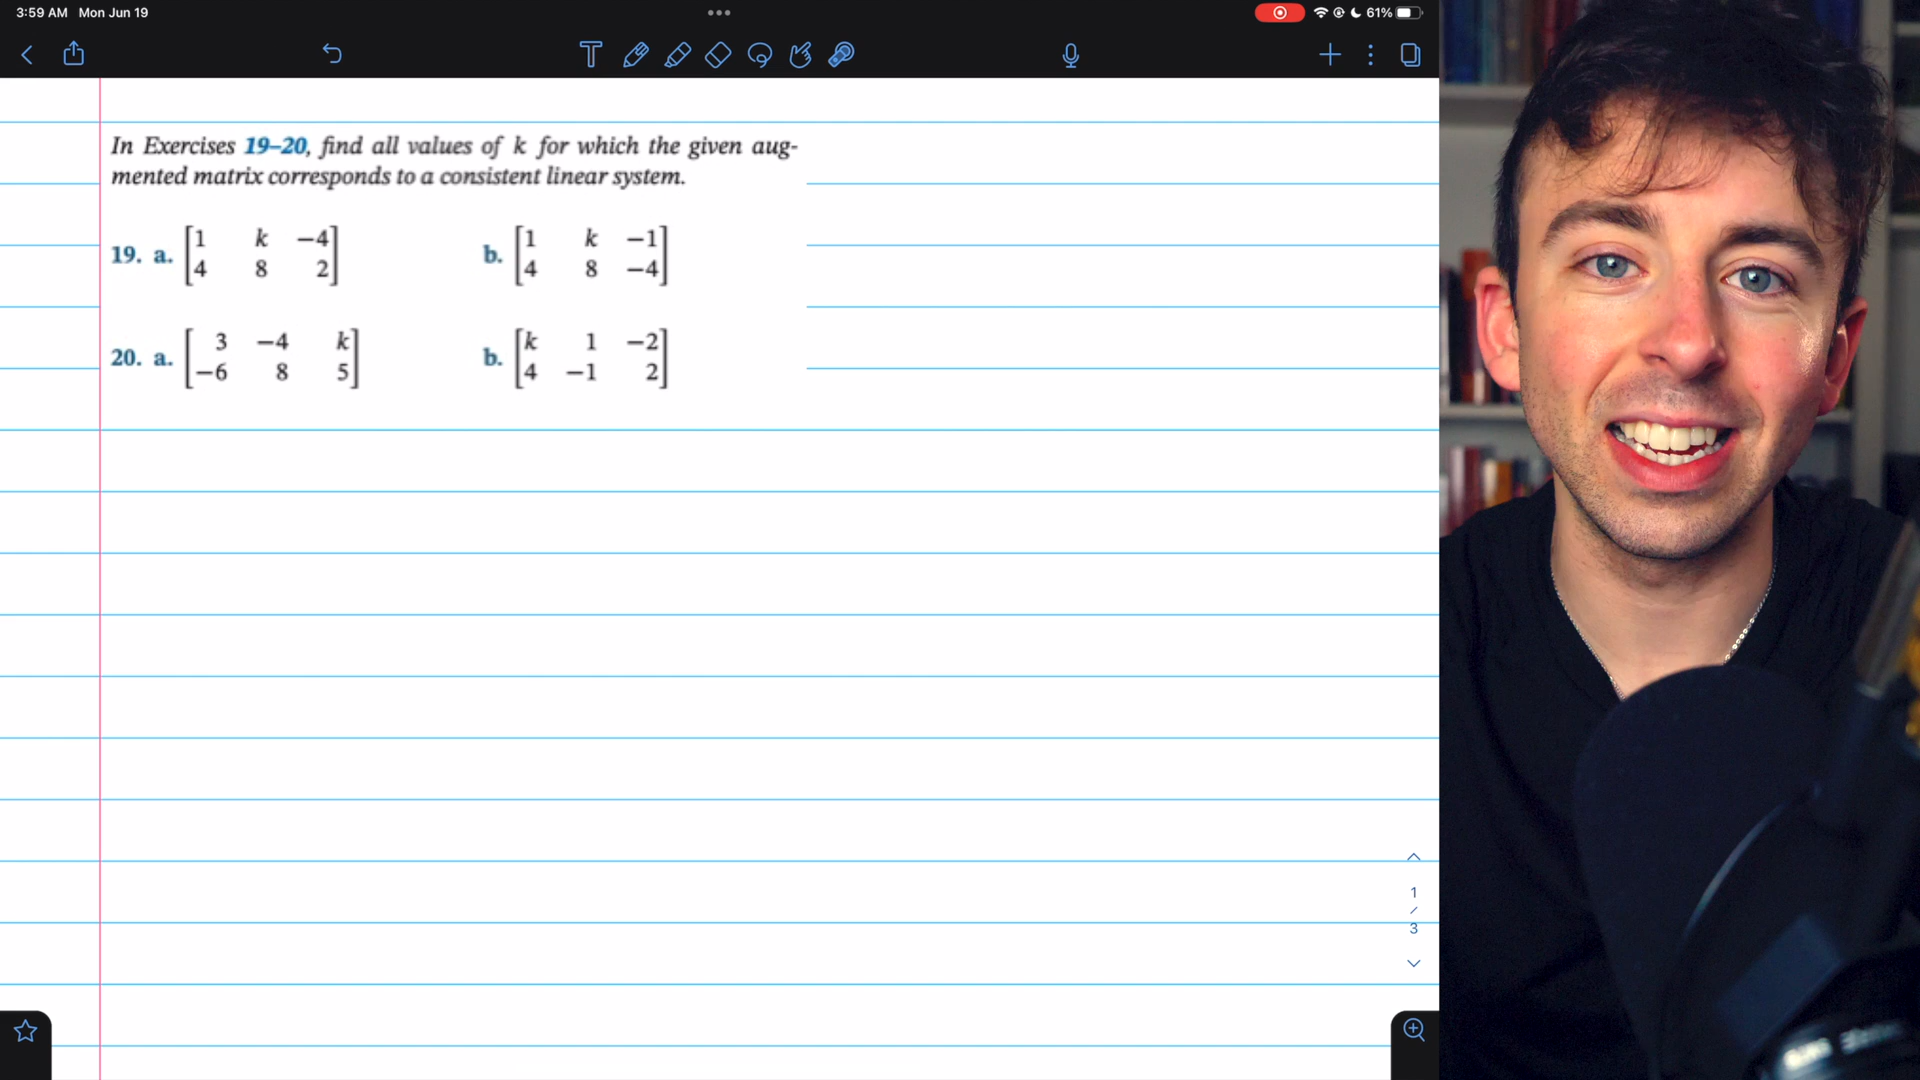 3:59 AM Mon Jun 19
61%
In Exercises 19–20, find all values of k for which the given aug-
mented matrix corresponds to a consistent linear system.
19. a. [1 k −4] b. [1 k −1]
[4 8 2] [4 8 −4]
20. a. [3 −4 k] b. [k 1 −2]
[−6 8 5] [4 −1 2]
1
/
3